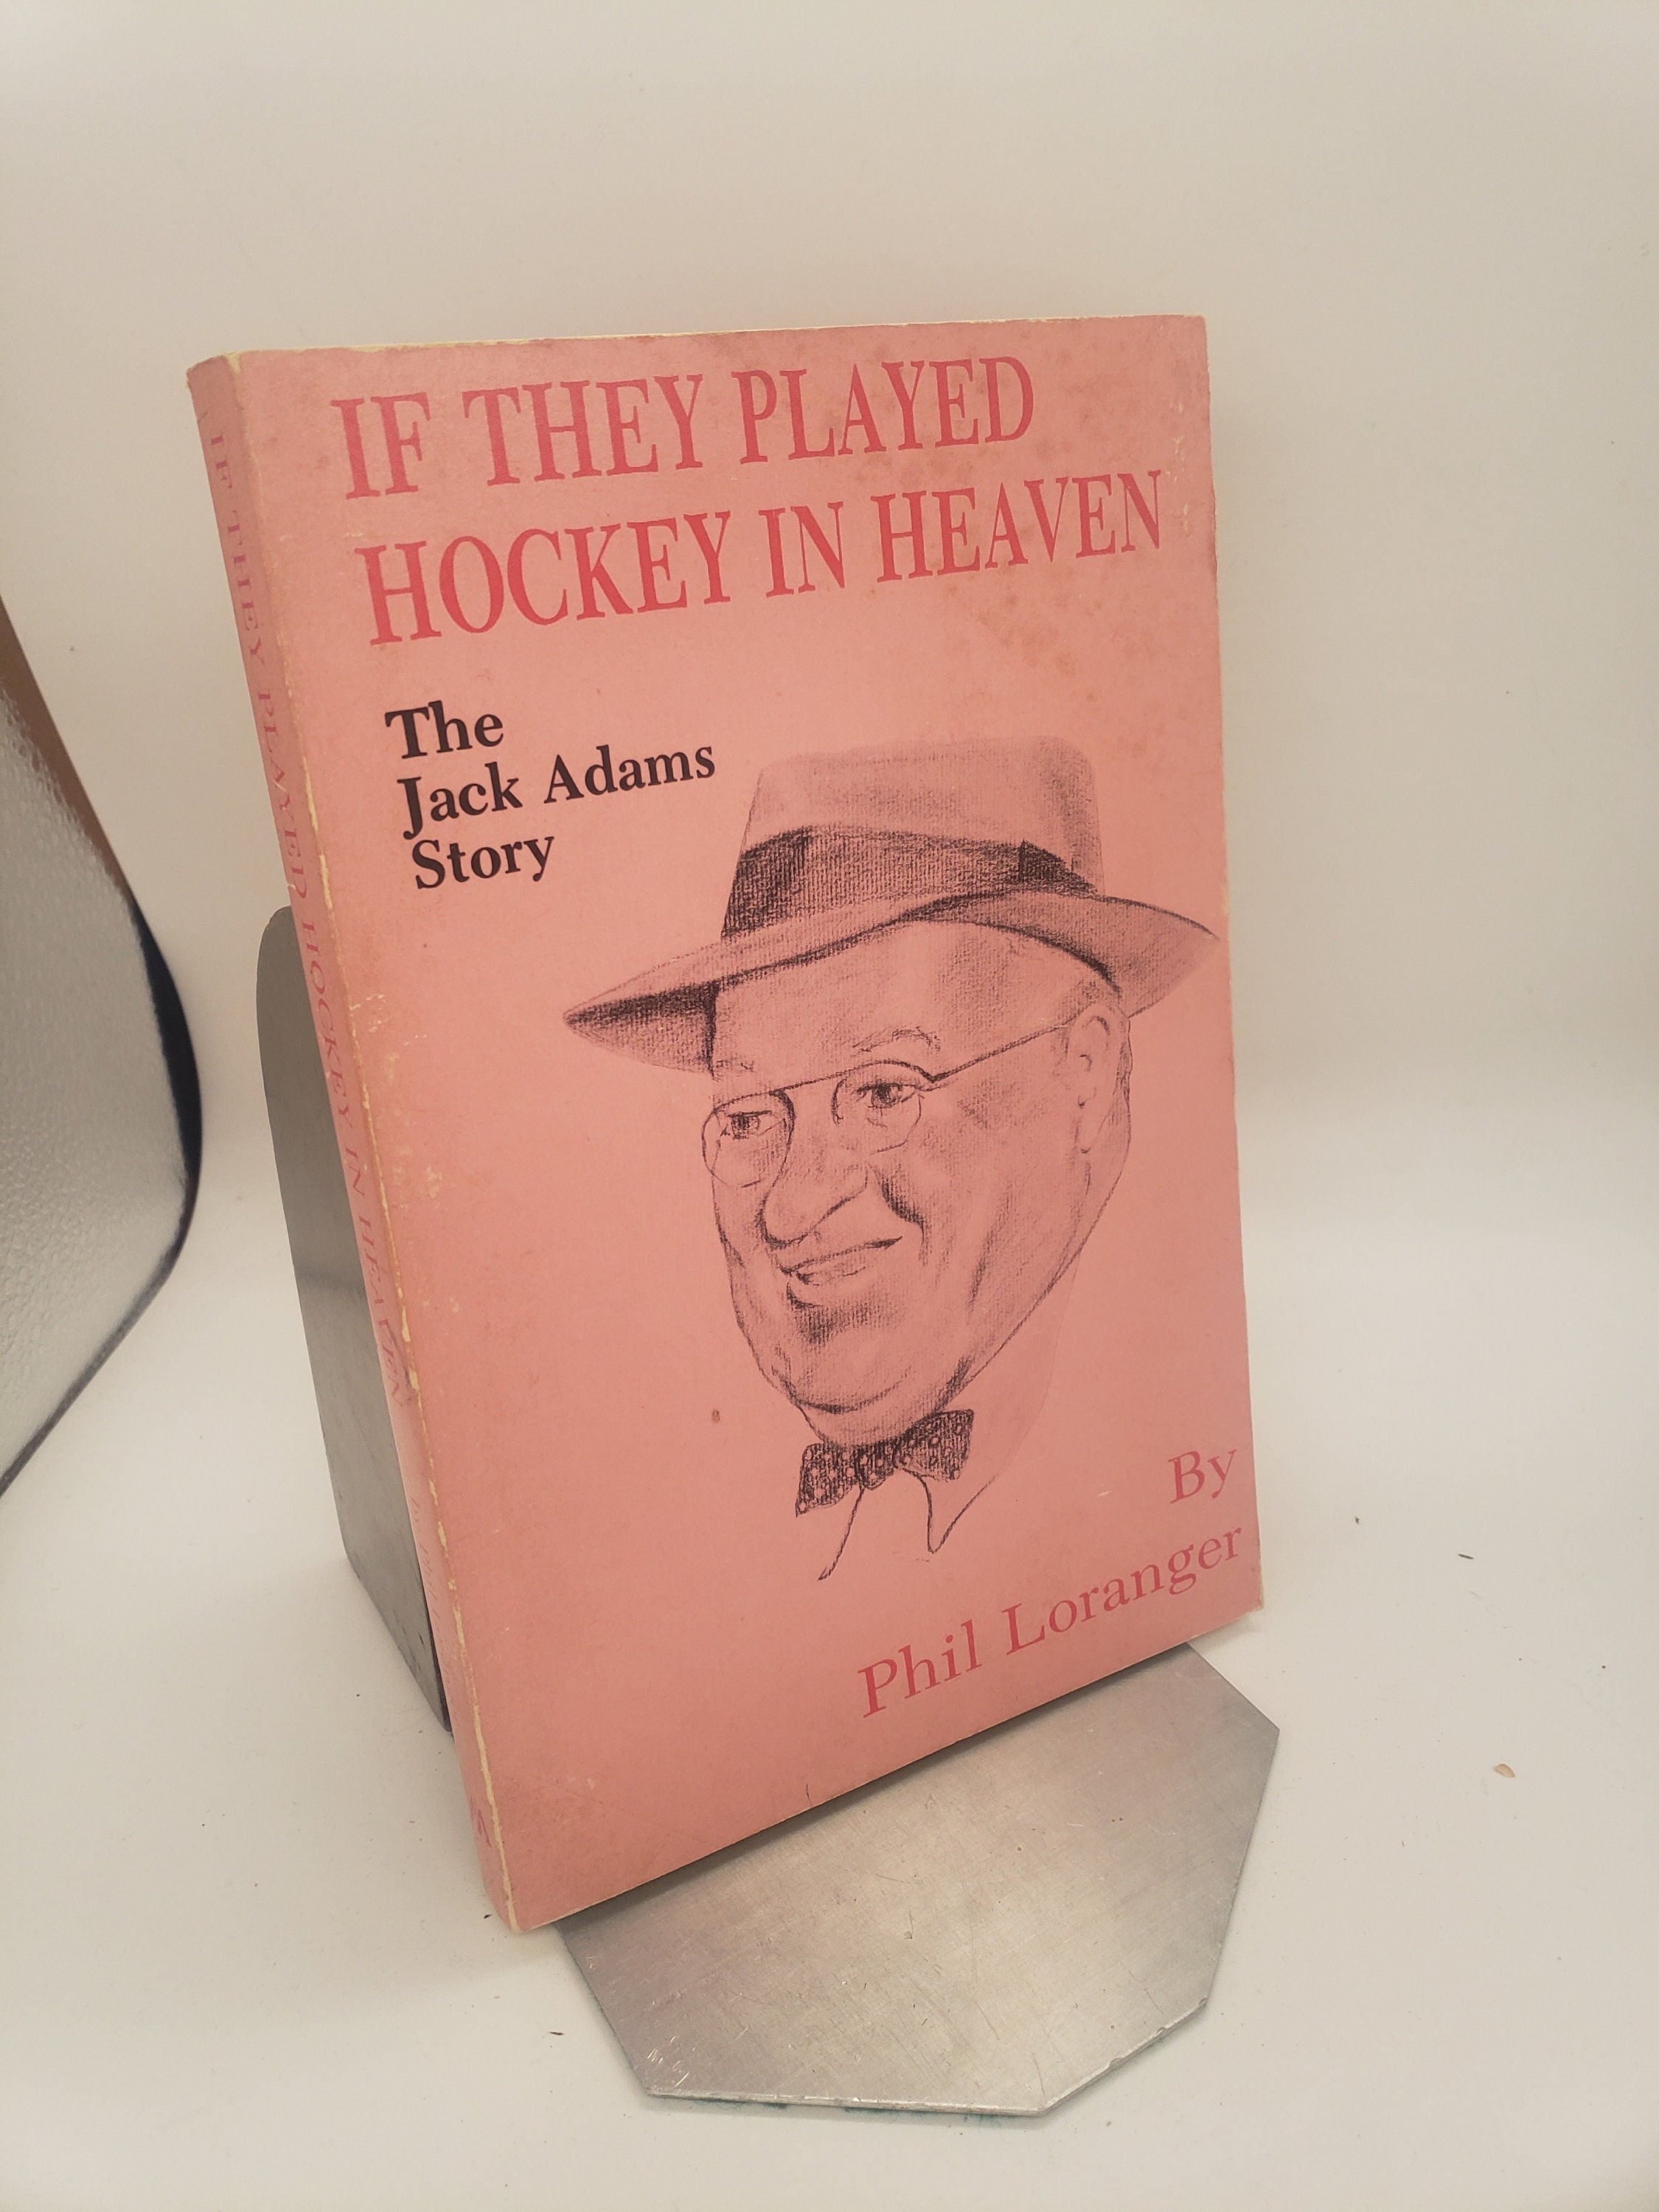 IF THEY PLAYED
HOCKEY IN HEAVEN
The
Jack Adams
Story
By
Phil Loranger
IF THEY PLAYED HOCKEY IN HEAVEN